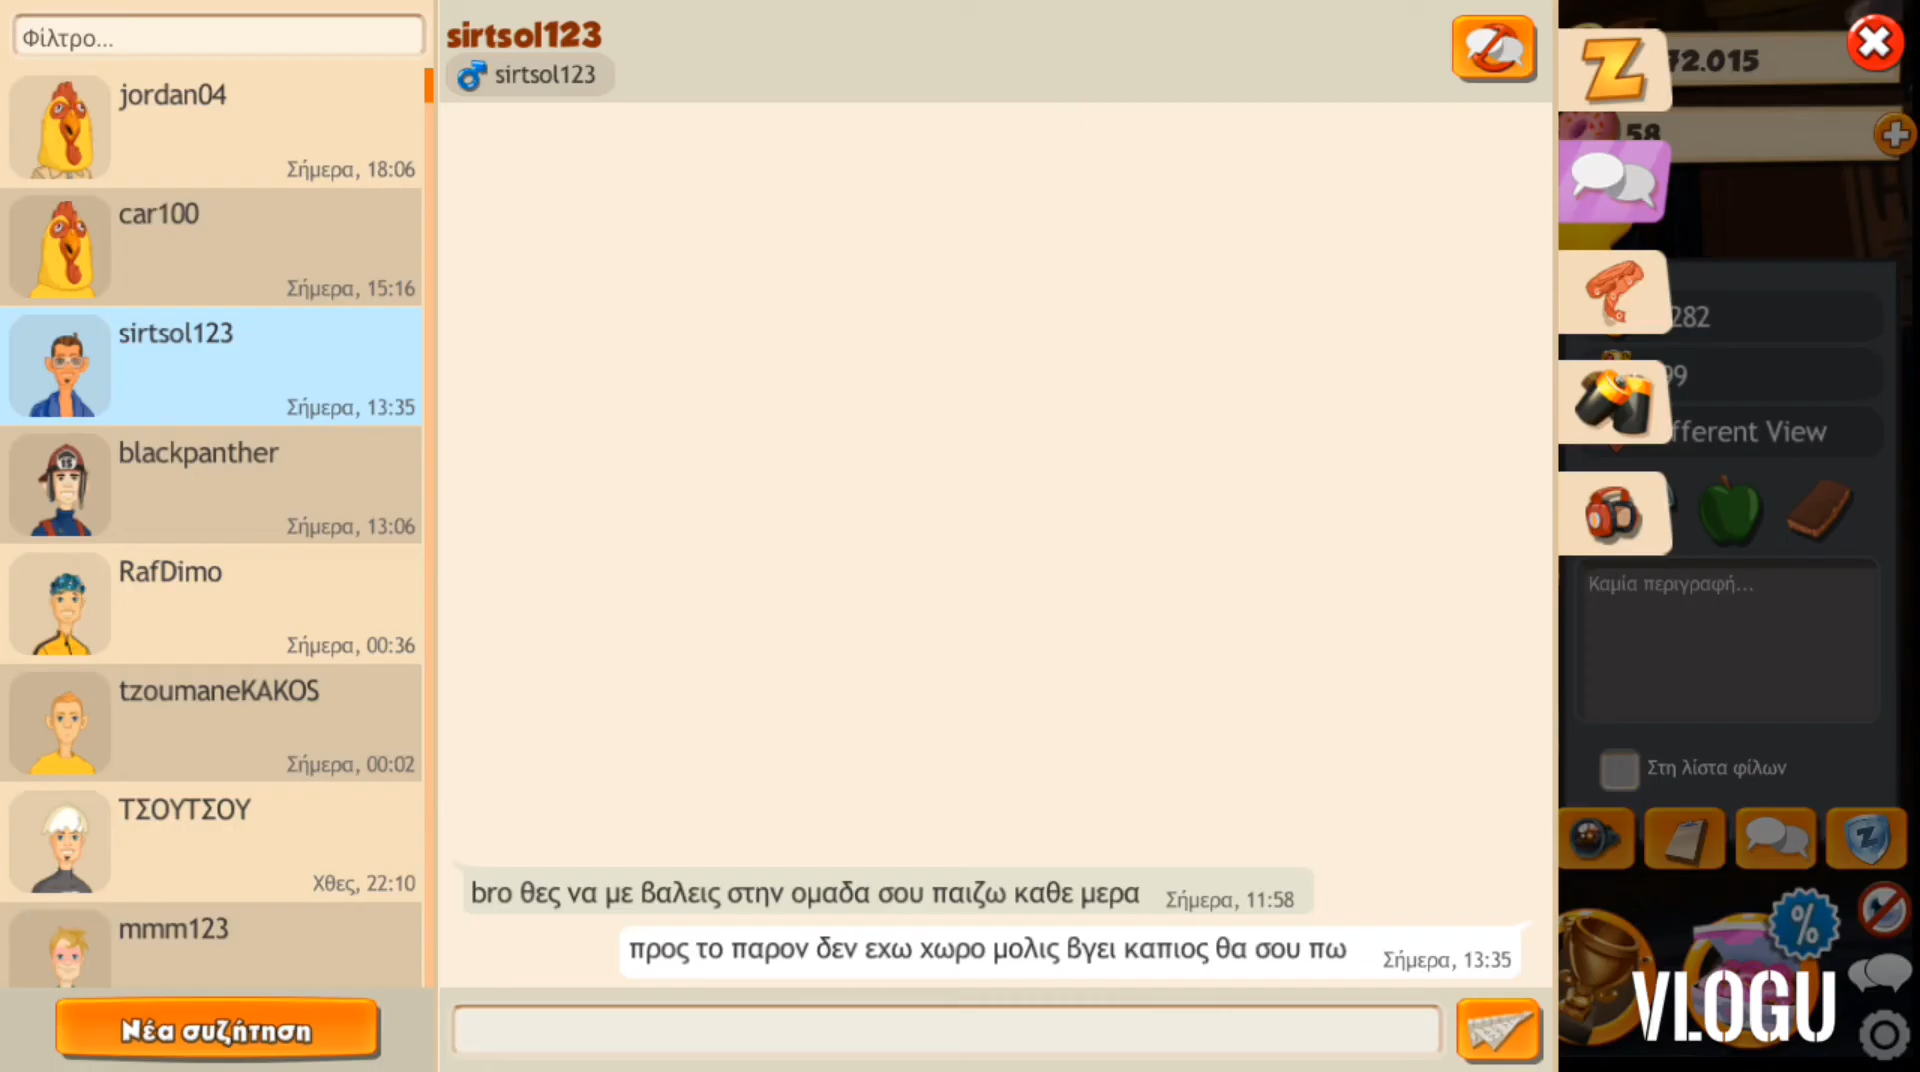 Φίλτρο...
jordan04
Σήμερα, 18:06
car100
Σήμερα, 15:16
sirtsol123
Σήμερα, 13:35
blackpanther
Σήμερα, 13:06
RafDimo
Σήμερα, 00:36
tzoumaneKAKOS
Σήμερα, 00:02
ΤΣΟΥΤΣΟΥ
Χθες, 22:10
mmm123
Νέα συζήτηση
sirtsol123
sirtsol123
bro θες να με βαλεις στην ομαδα σου παιζω καθε μερα Σήμερα, 11:58
προς το παρον δεν εχω χωρο μολις βγει καπιος θα σου πω Σήμερα, 13:35
Z
72.015
58
282
99
fferent View
Καμία περιγραφή...
Στη λίστα φίλων
Z
%
VLOGU